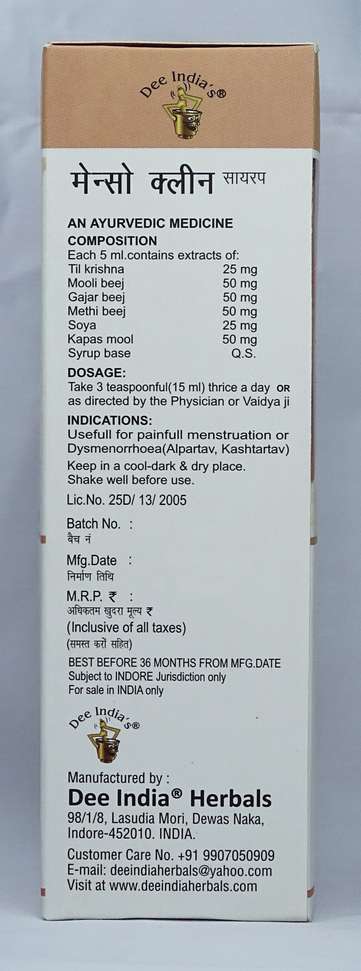 Dee India's®
मेन्सो क्लीन सायरप
AN AYURVEDIC MEDICINE
COMPOSITION
Each 5 ml.contains extracts of:
Til krishna 25 mg
Mooli beej 50 mg
Gajar beej 50 mg
Methi beej 50 mg
Soya 25 mg
Kapas mool 50 mg
Syrup base Q.S.
DOSAGE:
Take 3 teaspoonful(15 ml) thrice a day OR
as directed by the Physician or Vaidya ji
INDICATIONS:
Usefull for painfull menstruation or
Dysmenorrhoea(Alpartav, Kashtartav)
Keep in a cool-dark & dry place.
Shake well before use.
Lic.No. 25D/ 13/ 2005
Batch No. :
बैच नं
Mfg.Date :
निर्माण तिथि
M.R.P. ₹ :
अधिकतम खुदरा मूल्य ₹
(Inclusive of all taxes)
(समस्त करों सहित)
BEST BEFORE 36 MONTHS FROM MFG.DATE
Subject to INDORE Jurisdiction only
For sale in INDIA only
Dee India's®
Manufactured by :
Dee India® Herbals
98/1/8, Lasudia Mori, Dewas Naka,
Indore-452010. INDIA.
Customer Care No. +91 9907050909
E-mail: deeindiaherbals@yahoo.com
Visit at www.deeindiaherbals.com